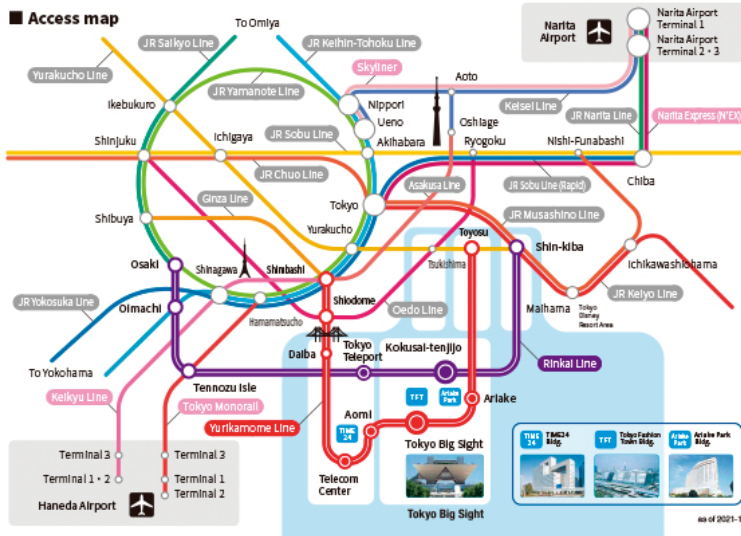 ■ Access map
To Omiya
JR Saikyo Line
JR Keihin-Tohoku Line
Yurakucho Line
Skyliner
JR Yamanote Line
Narita Airport
Narita Airport
Terminal 1
Narita Airport
Terminal 2・3
Aoto
Keisei Line
Ikebukuro
Nippori
Ueno
Oshiage
JR Narita Line
Narita Express (N'EX)
Shinjuku
Ichigaya
JR Sobu Line
Akihabara
Ryogoku
Nishi-Funabashi
JR Chuo Line
Asakusa Line
JR Sobu Line (Rapid)
Chiba
Ginza Line
Tokyo
JR Musashino Line
Shibuya
Yurakucho
Toyosu
Shin-kiba
Tsukishima
Ichikawashiohama
Osaki
Shinagawa
Shimbashi
Oimachi
JR Yokosuka Line
Hamamatsucho
Shiodome
Oedo Line
Maihama
Tokyo
Disney
Resort Area
JR Keiyo Line
Daiba
Tokyo
Teleport
Kokusai-tenjijo
Rinkai Line
To Yokohama
Tennozu Isle
Keikyu Line
Tokyo Monorail
Yurikamome Line
TFT
Ariake
Park
Ariake
Aomi
TIME
24
Tokyo Big Sight
Telecom
Center
Tokyo Big Sight
TIME
24
TIME24
Bldg.
TFT
Tokyo Fashion
Town Bldg.
Ariake
Park
Ariake Park
Bldg.
Terminal 3
Terminal 1・2
Terminal 3
Terminal 1
Terminal 2
Haneda Airport
as of 2021-1